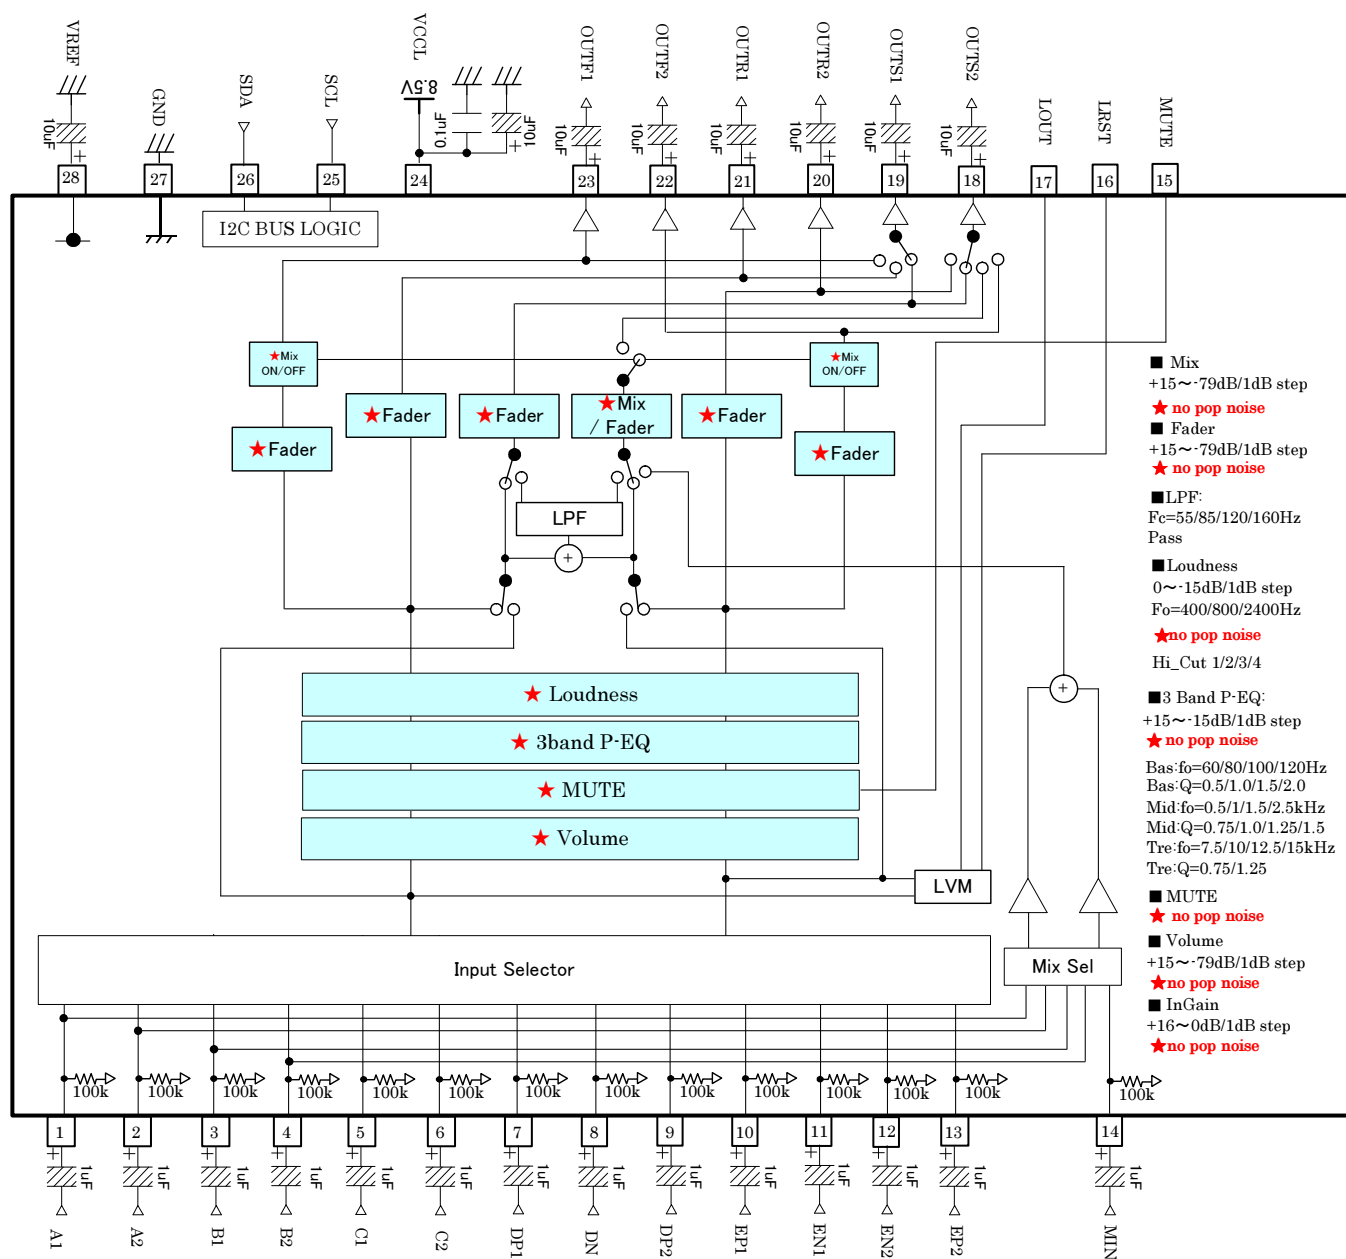 VREF
GND
SDA
SCL
VCCL
OUTF1
OUTF2
OUTR1
OUTR2
OUTS1
OUTS2
LOUT
LRST
MUTE
8.5V
10uF
+
0.1uF
10uF
+
10uF
+
10uF
+
10uF
+
10uF
+
10uF
+
10uF
+
28
27
26
25
24
23
22
21
20
19
18
17
16
15
I2C BUS LOGIC
★Mix
ON/OFF
★Mix
ON/OFF
★Fader
★Fader
★Mix
/ Fader
★Fader
★Fader
★Fader
LPF
+
+
★ Loudness
★ 3band P-EQ
★ MUTE
★ Volume
LVM
Input Selector
Mix Sel
■ Mix
+15～-79dB/1dB step
★ no pop noise
■ Fader
+15～-79dB/1dB step
★ no pop noise
■LPF:
Fc=55/85/120/160Hz
Pass
■Loudness
0～-15dB/1dB step
Fo=400/800/2400Hz
★no pop noise
Hi_Cut 1/2/3/4
■3 Band P-EQ:
+15～-15dB/1dB step
★ no pop noise
Bas:fo=60/80/100/120Hz
Bas:Q=0.5/1.0/1.5/2.0
Mid:fo=0.5/1/1.5/2.5kHz
Mid:Q=0.75/1.0/1.25/1.5
Tre:fo=7.5/10/12.5/15kHz
Tre:Q=0.75/1.25
■ MUTE
★ no pop noise
■ Volume
+15～-79dB/1dB step
★no pop noise
■ InGain
+16～0dB/1dB step
★no pop noise
100k
100k
100k
100k
100k
100k
100k
100k
100k
100k
100k
100k
100k
100k
1
2
3
4
5
6
7
8
9
10
11
12
13
14
+
1uF
+
1uF
+
1uF
+
1uF
+
1uF
+
1uF
+
1uF
+
1uF
+
1uF
+
1uF
+
1uF
+
1uF
+
1uF
+
1uF
A1
A2
B1
B2
C1
C2
DP1
DN
DP2
EP1
EN1
EN2
EP2
MIN